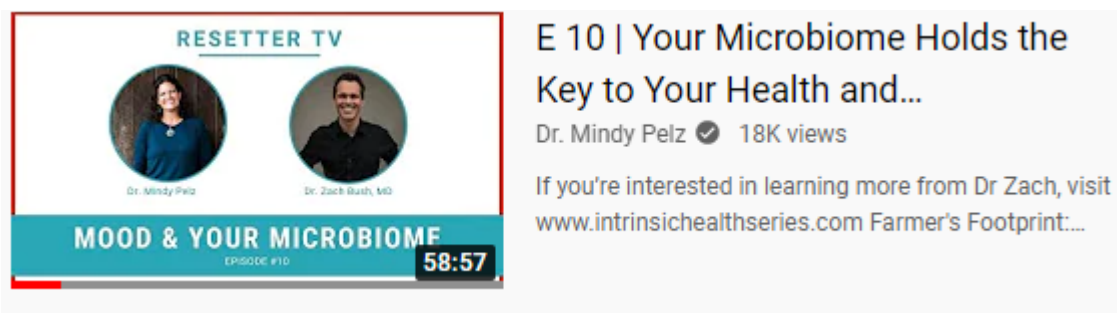 RESETTER TV
Dr. Mindy Pelz
Dr. Zach Bush, MD
MOOD & YOUR MICROBIOME
EPISODE #10
58:57
E 10 | Your Microbiome Holds the
Key to Your Health and...
Dr. Mindy Pelz 18K views
If you're interested in learning more from Dr Zach, visit
www.intrinsichealthseries.com Farmer's Footprint:...